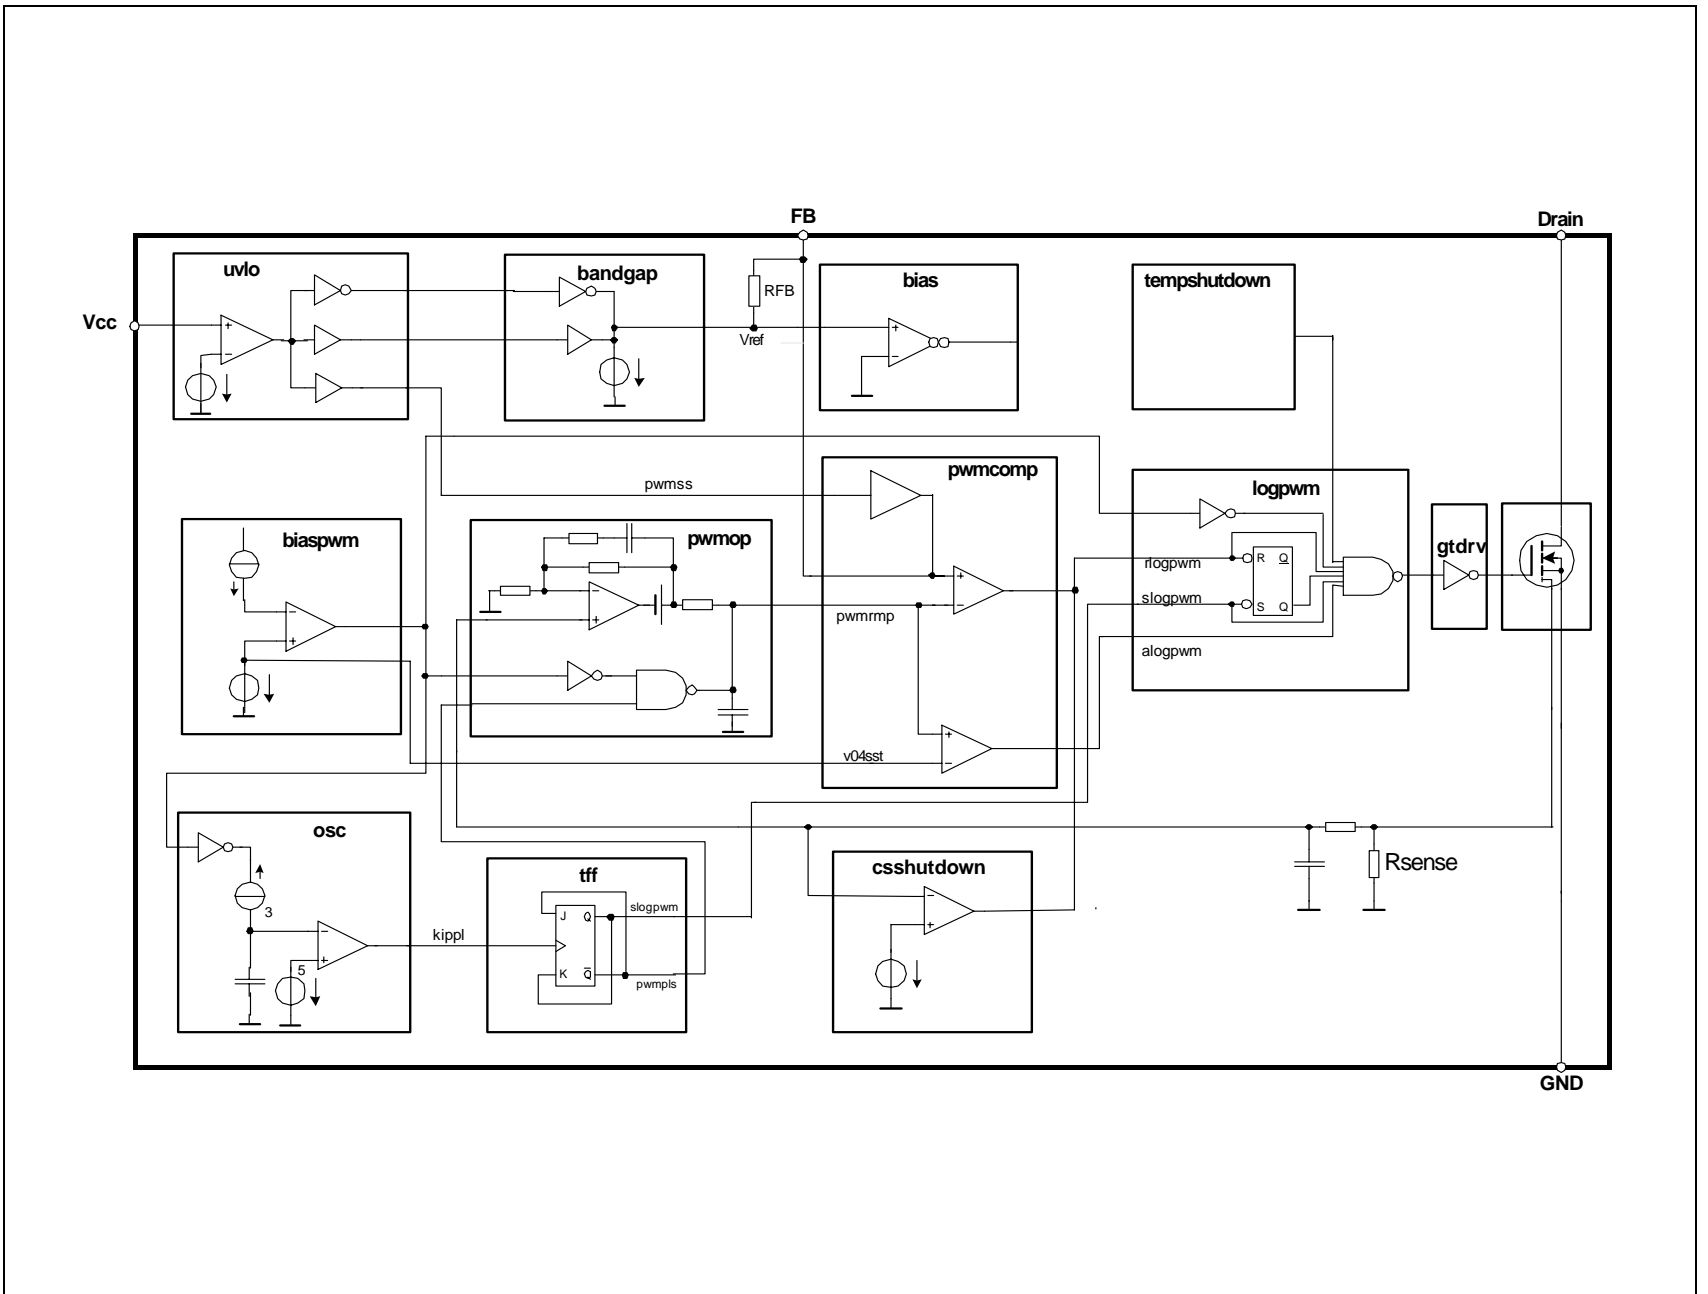 FB
Drain
uvlo
bandgap
bias
tempshutdown
RFB
Vcc
+
-
Vref
+
-
pwmcomp
pwmss
logpwm
biaspwm
pwmop
gtdrv
rlogpwm
R Q
-
+
-
+
+
-
slogpwm
S Q
pwmrmp
alogpwm
+
-
v04sst
osc
csshutdown
Rsense
tff
3
J Q
slogpwm
-
+
kippl
-
+
5
K Q
pwmpls
GND